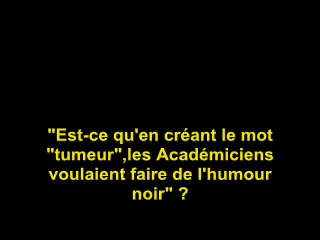 "Est-ce qu'en créant le mot
"tumeur",les Académiciens
voulaient faire de l'humour
noir" ?